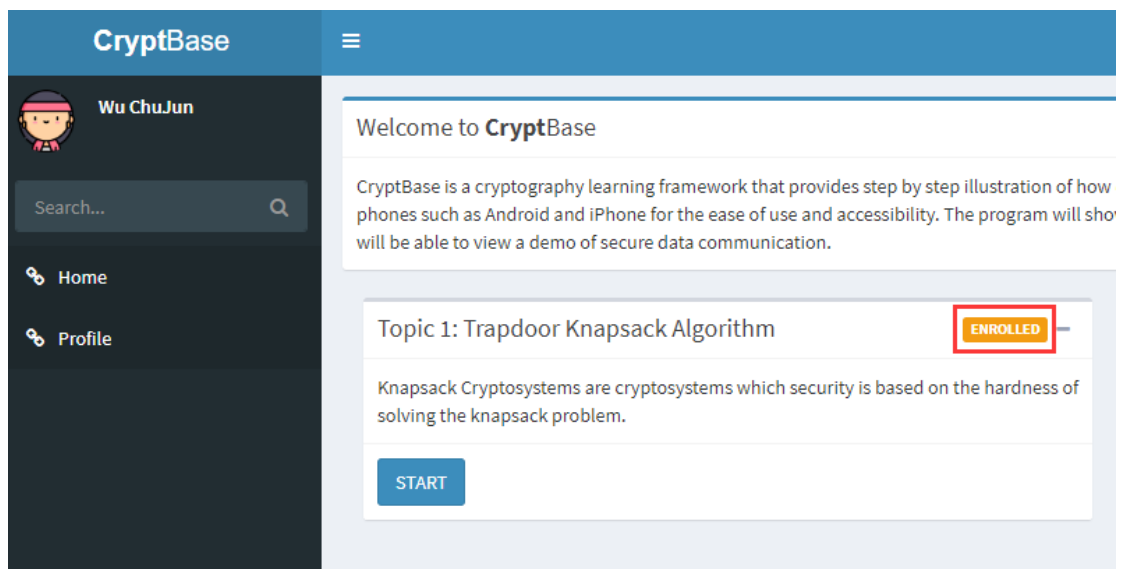 CryptBase
Wu ChuJun
Search...
Home
Profile
Welcome to CryptBase
CryptBase is a cryptography learning framework that provides step by step illustration of how
phones such as Android and iPhone for the ease of use and accessibility. The program will
will be able to view a demo of secure data communication.
Topic 1: Trapdoor Knapsack Algorithm
ENROLLED
Knapsack Cryptosystems are cryptosystems which security is based on the hardness of
solving the knapsack problem.
START